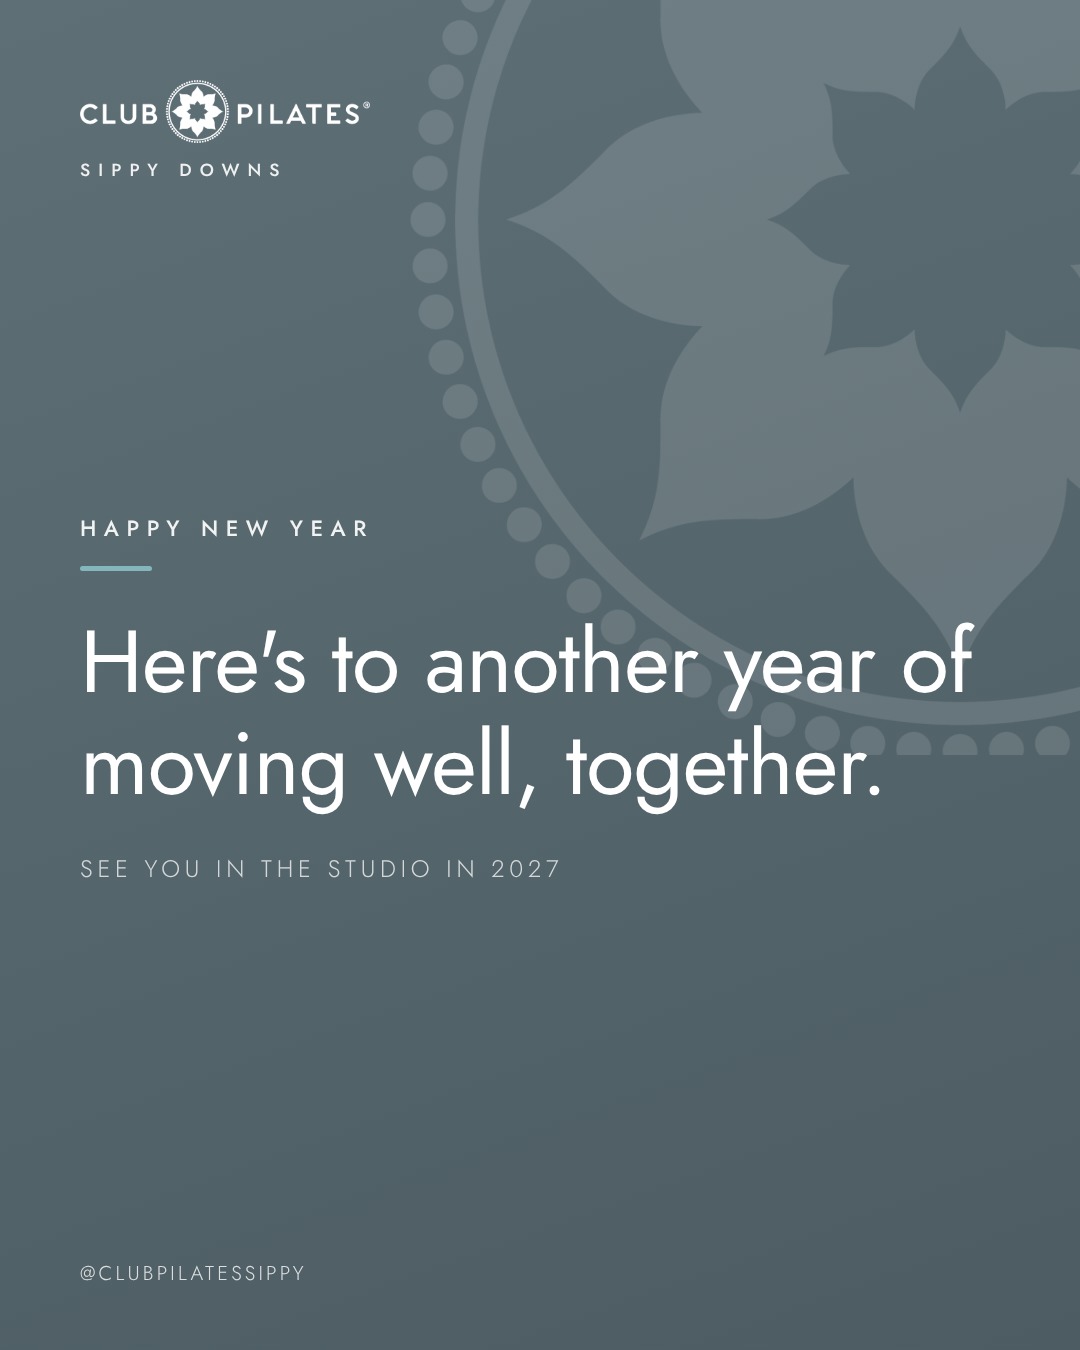 CLUB PILATES®
SIPPY DOWNS
HAPPY NEW YEAR
Here's to another year of
moving well, together.
SEE YOU IN THE STUDIO IN 2027
@CLUBPILATESSIPPY